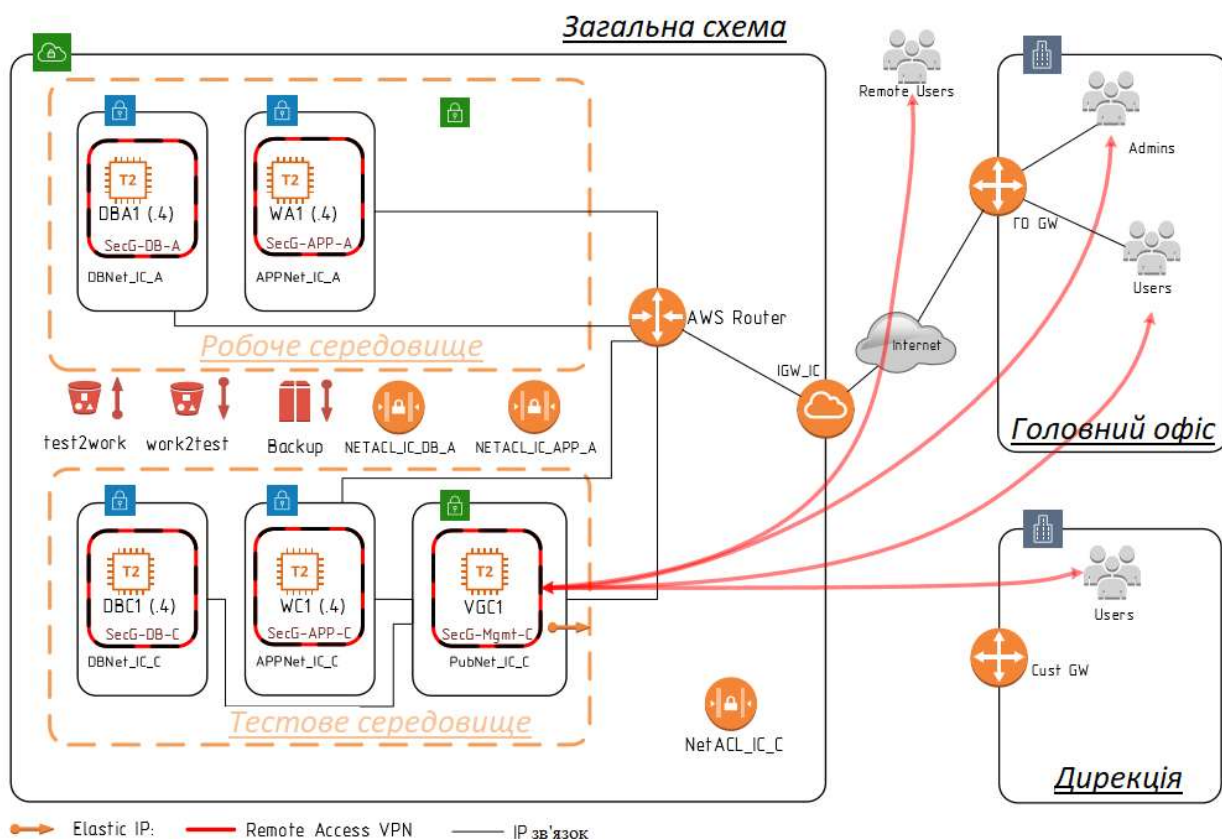 Загальна схема
Remote Users
Admins
T2
T2
DBA1 (.4)
WA1 (.4)
SecG-DB-A
SecG-APP-A
DBNet_IC_A
APPNet_IC_A
ГО GW
Users
AWS Router
Робоче середовище
Internet
IGW_IC
test2work
work2test
Backup
NETACL_IC_DB_A
NETACL_IC_APP_A
Головний офіс
T2
T2
T2
DBC1 (.4)
WC1 (.4)
VGC1
SecG-DB-C
SecG-APP-C
SecG-Mgmt-C
DBNet_IC_C
APPNet_IC_C
PubNet_IC_C
Users
Cust GW
Тестове середовище
NetACL_IC_C
Дирекція
Elastic IP:
Remote Access VPN
IP зв'язок